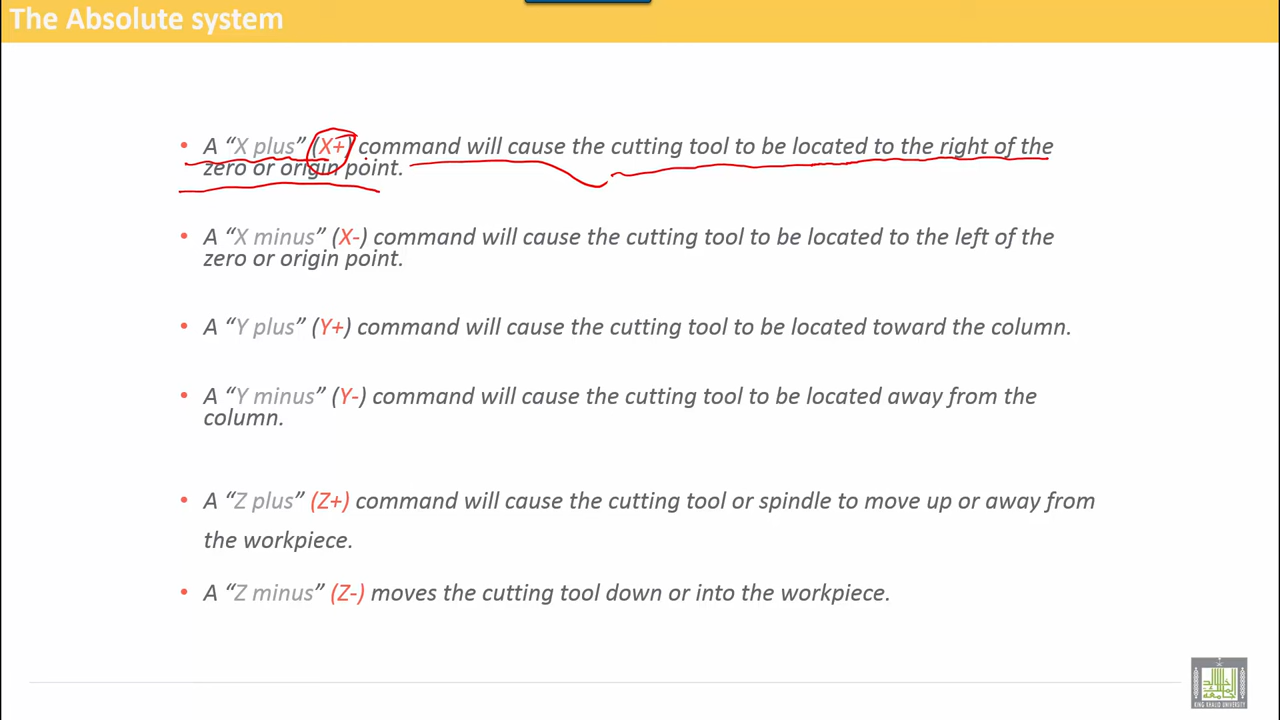 The Absolute system
• A “X plus” (X+) command will cause the cutting tool to be located to the right of the
zero or origin point.
• A “X minus” (X-) command will cause the cutting tool to be located to the left of the
zero or origin point.
• A “Y plus” (Y+) command will cause the cutting tool to be located toward the column.
• A “Y minus” (Y-) command will cause the cutting tool to be located away from the
column.
• A “Z plus” (Z+) command will cause the cutting tool or spindle to move up or away from
the workpiece.
• A “Z minus” (Z-) moves the cutting tool down or into the workpiece.
KING KHALID UNIVERSITY